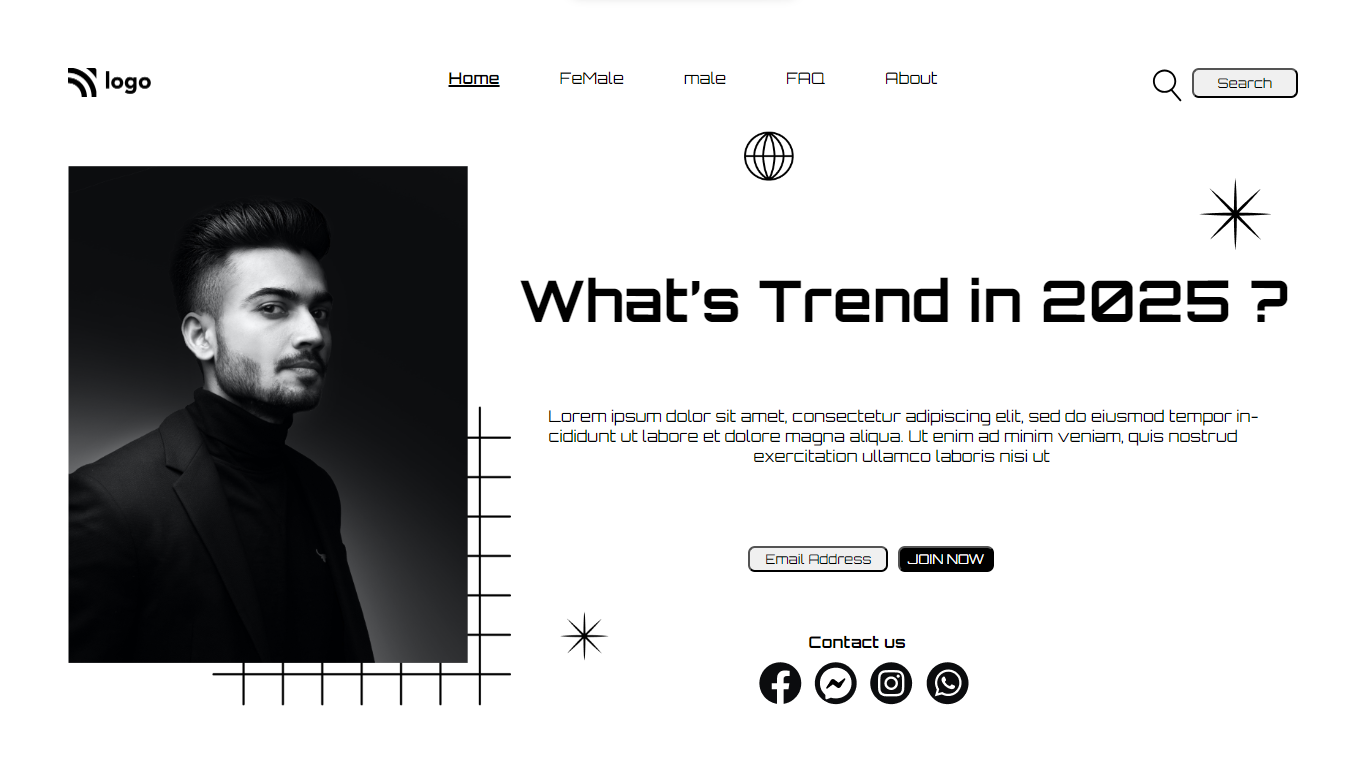 logo
Home
FeMale
male
FAQ
About
Search
What's Trend in 2025 ?
Lorem ipsum dolor sit amet, consectetur adipiscing elit, sed do eiusmod tempor in-
cididunt ut labore et dolore magna aliqua. Ut enim ad minim veniam, quis nostrud
exercitation ullamco laboris nisi ut
Email Address
JOIN NOW
Contact us